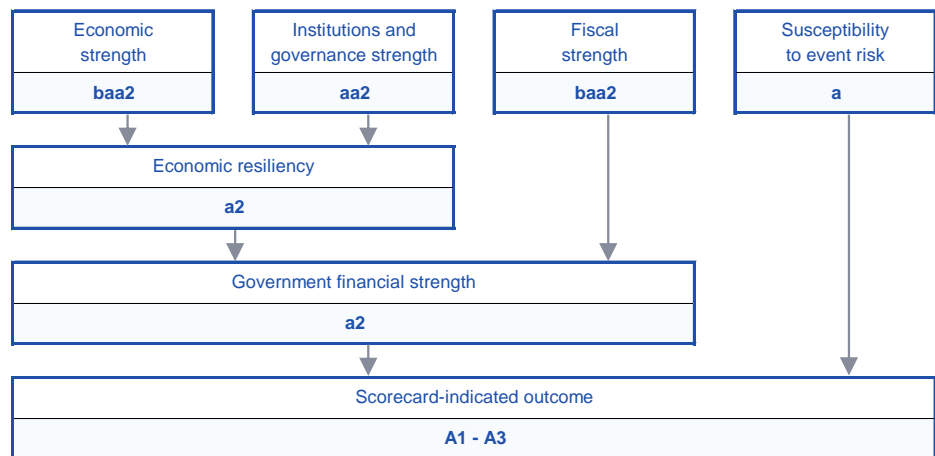 Economic
strength
baa2
Institutions and
governance strength
aa2
Fiscal
strength
baa2
Susceptibility
to event risk
a
Economic resiliency
a2
Government financial strength
a2
Scorecard-indicated outcome
A1 - A3